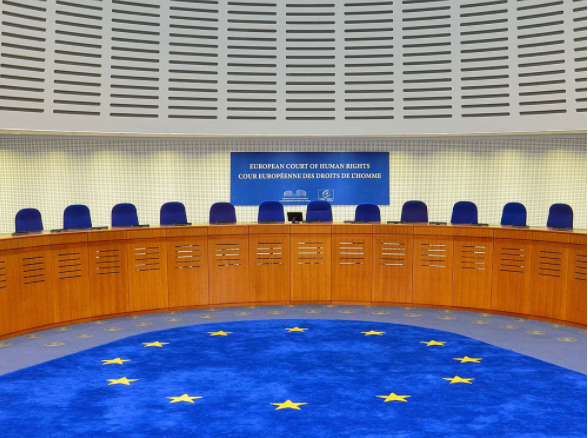 EUROPEAN COURT OF HUMAN RIGHTS
COUR EUROPÉENNE DES DROITS DE L'HOMME